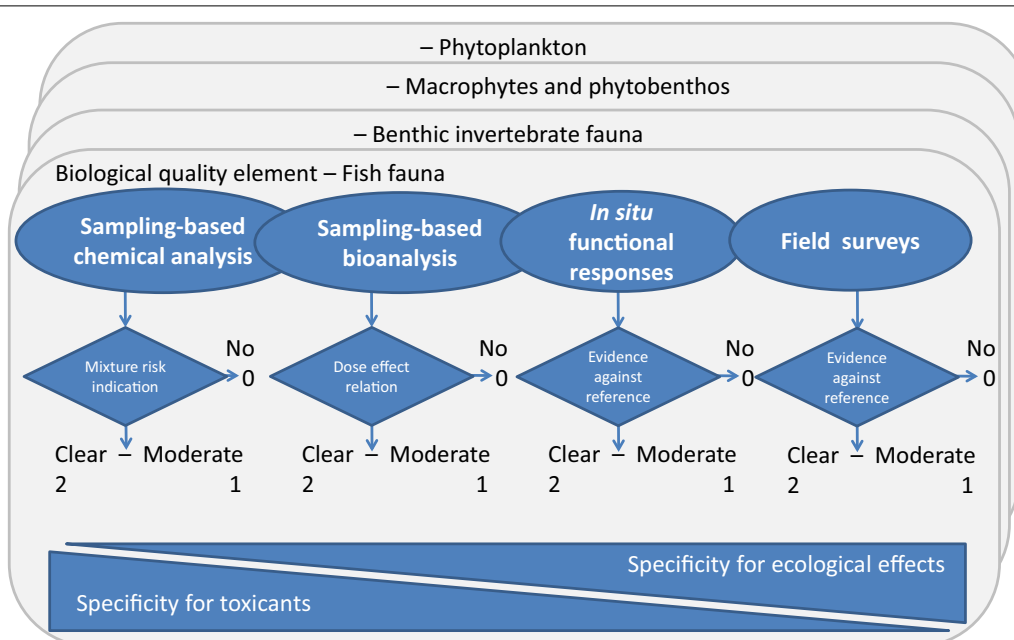 – Phytoplankton
– Macrophytes and phytobenthos
– Benthic invertebrate fauna
Biological quality element – Fish fauna
Sampling-based
chemical analysis
Sampling-based
bioanalysis
In situ
functional
responses
Field surveys
Mixture risk
indication
No
0
Dose effect
relation
No
0
Evidence
against
reference
No
0
Evidence
against
reference
No
0
Clear – Moderate
2 1
Clear – Moderate
2 1
Clear – Moderate
2 1
Clear – Moderate
2 1
Specificity for ecological effects
Specificity for toxicants